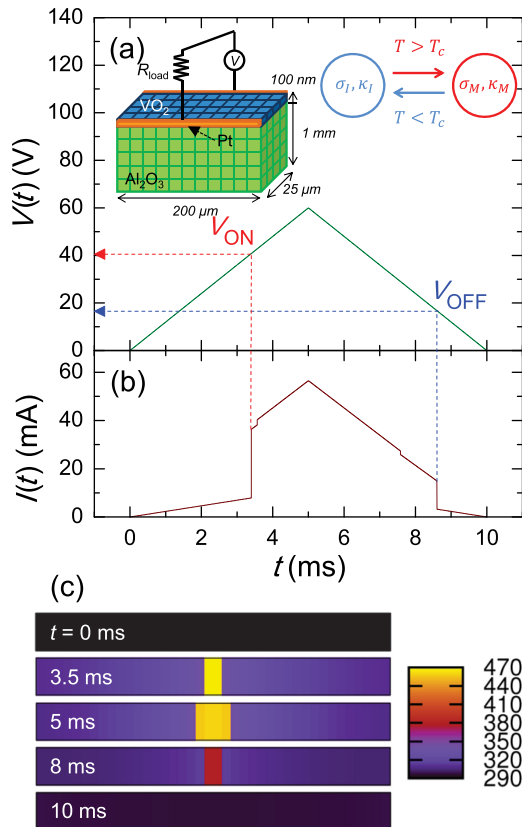 (a)
140
120
100
80
60
40
20
0
V(t) (V)
R_load
V
100 nm
VO₂
Pt
1 mm
Al₂O₃
25 μm
200 μm
σ_I, κ_I
T > T_c
T < T_c
σ_M, κ_M
V_ON
V_OFF
(b)
60
40
20
0
I(t) (mA)
0 2 4 6 8 10
t (ms)
(c)
t = 0 ms
3.5 ms
5 ms
8 ms
10 ms
470
440
410
380
350
320
290